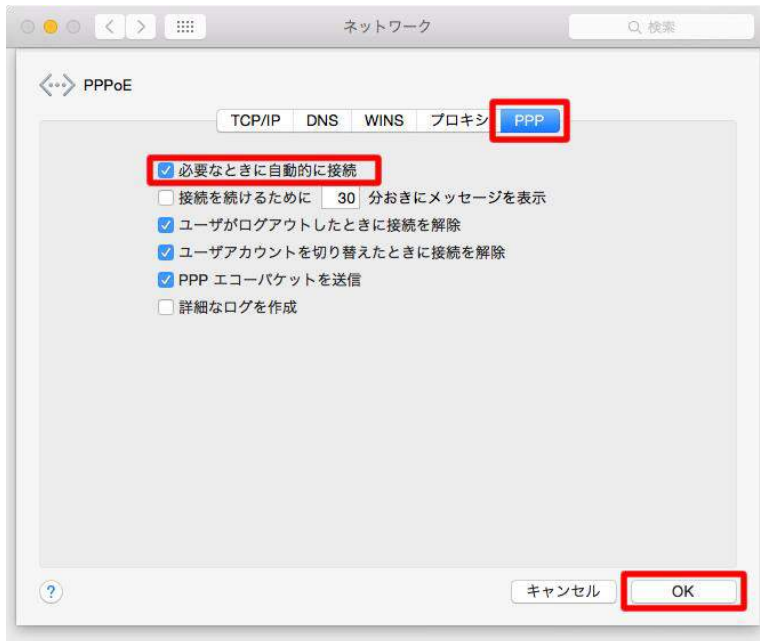 ネットワーク
検索
PPPoE
TCP/IP DNS WINS プロキシ PPP
必要なときに自動的に接続
接続を続けるために 30 分おきにメッセージを表示
ユーザがログアウトしたときに接続を解除
ユーザアカウントを切り替えたときに接続を解除
PPP エコーパケットを送信
詳細なログを作成
? キャンセル OK